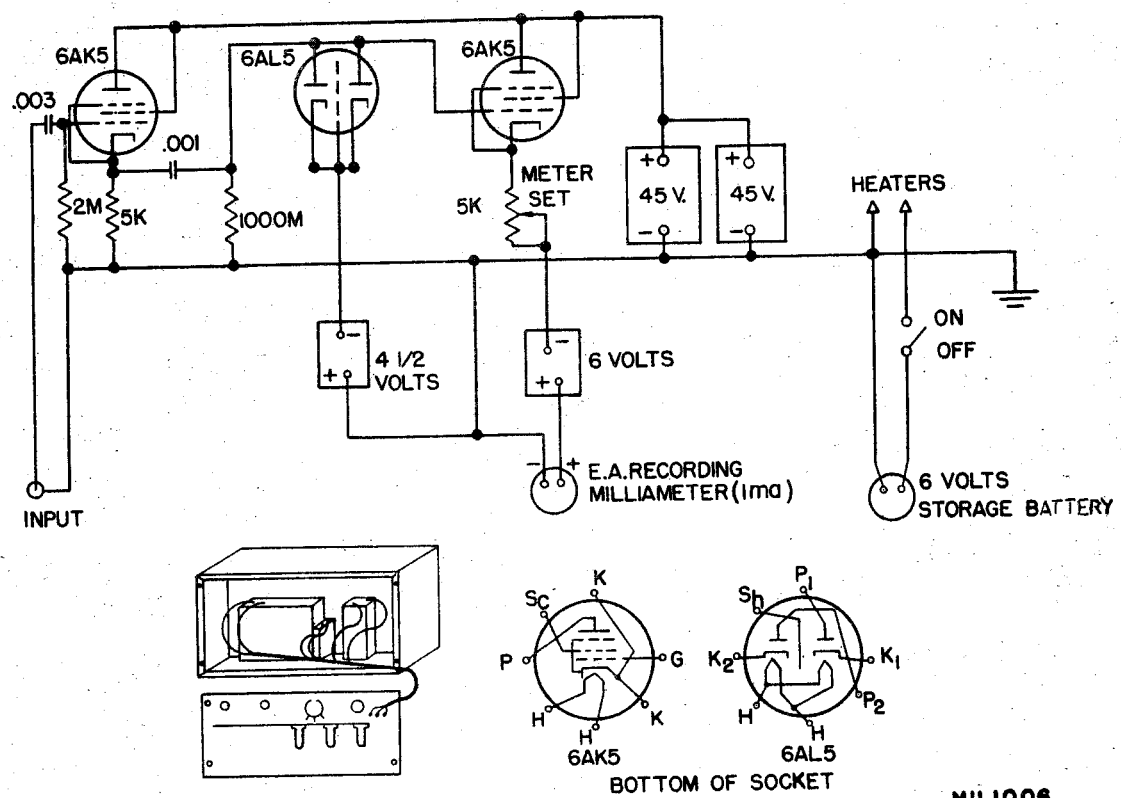 6AK5
6AL5
6AK5
.003
.001
2M
5K
1000M
METER
SET
5K
+
+
45 V.
45 V.
-
-
HEATERS
ON
OFF
-
+
4 1/2
VOLTS
-
+
6 VOLTS
- +
E.A. RECORDING
MILLIAMETER (1ma)
6 VOLTS
STORAGE BATTERY
INPUT
K
Sc
P
G
H
H
K
6AK5
P1
Sh
K2
K1
P2
H
H
6AL5
BOTTOM OF SOCKET